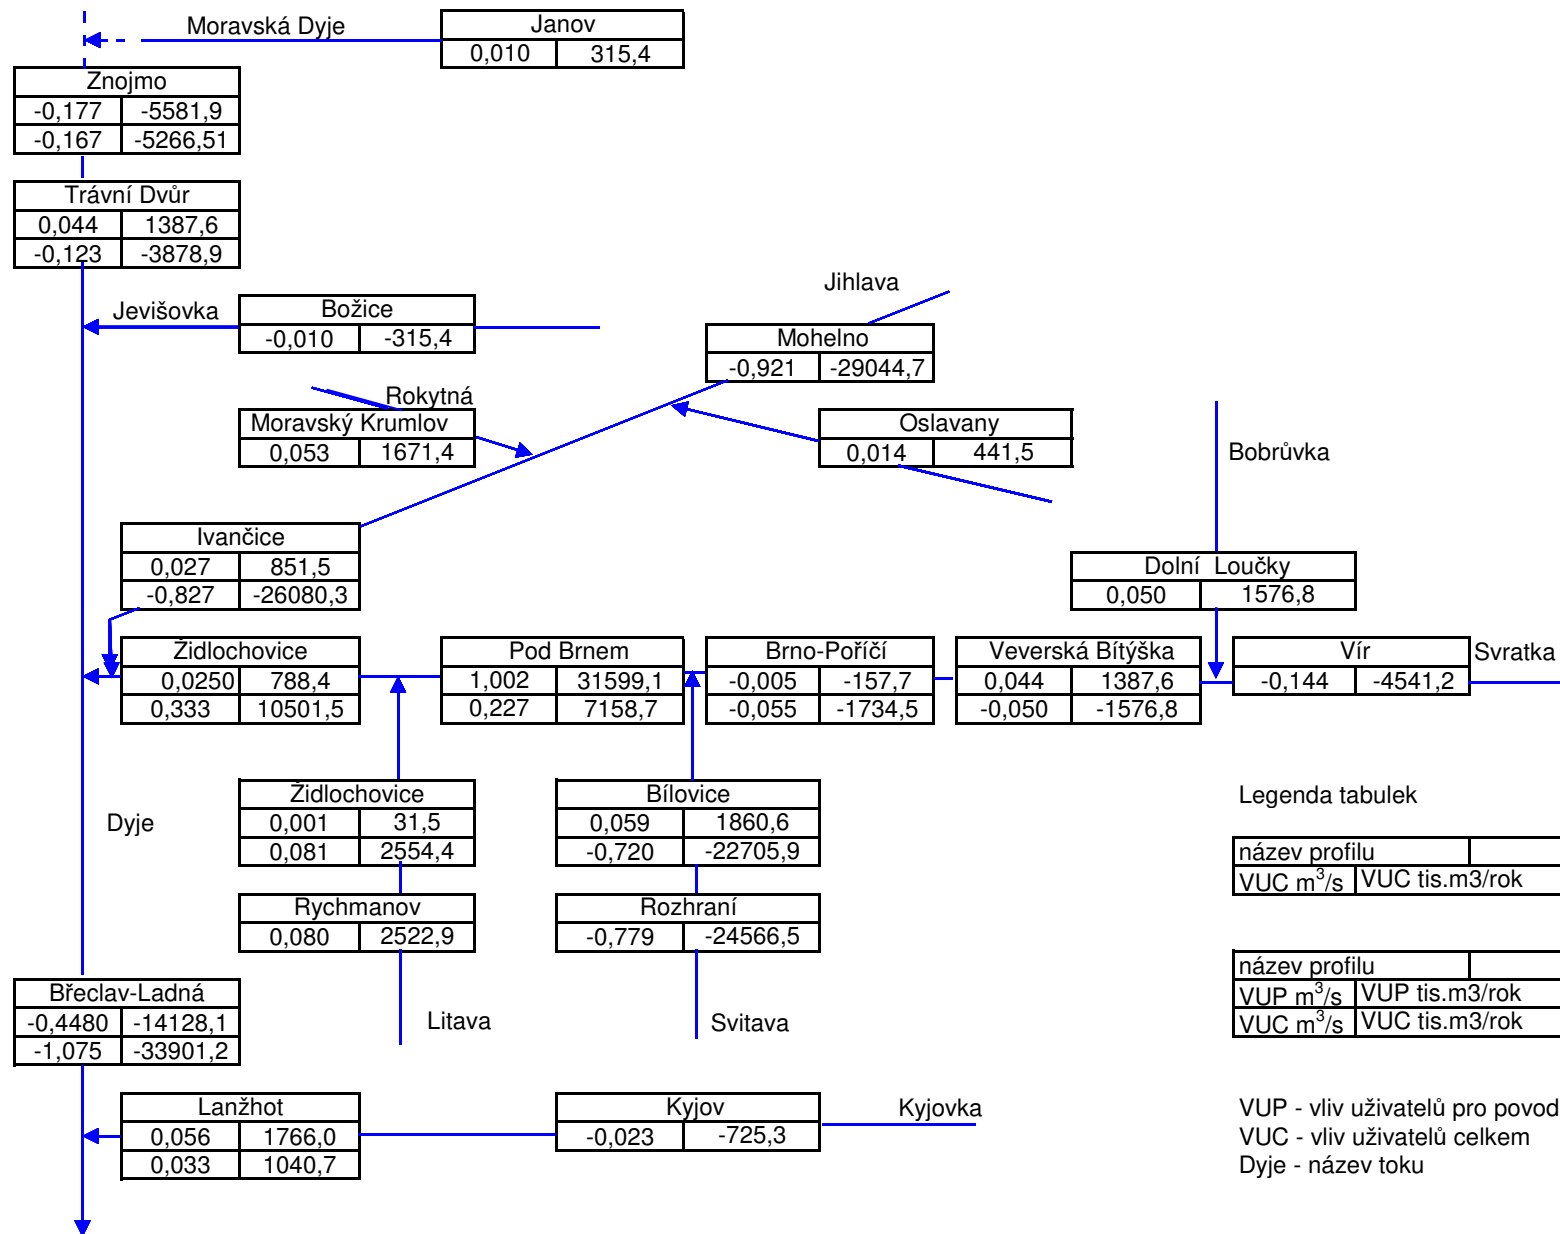 Moravská Dyje
Janov
0,010 315,4
Znojmo
-0,177 -5581,9
-0,167 -5266,51
Trávní Dvůr
0,044 1387,6
-0,123 -3878,9
Jevišovka
Božice
-0,010 -315,4
Jihlava
Mohelno
-0,921 -29044,7
Rokytná
Moravský Krumlov
0,053 1671,4
Oslavany
0,014 441,5
Bobrůvka
Ivančice
0,027 851,5
-0,827 -26080,3
Dolní Loučky
0,050 1576,8
Židlochovice
0,0250 788,4
0,333 10501,5
Pod Brnem
1,002 31599,1
0,227 7158,7
Brno-Poříčí
-0,005 -157,7
-0,055 -1734,5
Veverská Bítýška
0,044 1387,6
-0,050 -1576,8
Vír
-0,144 -4541,2
Svratka
Dyje
Židlochovice
0,001 31,5
0,081 2554,4
Bílovice
0,059 1860,6
-0,720 -22705,9
Rychmanov
0,080 2522,9
Rozhraní
-0,779 -24566,5
Litava
Svitava
Břeclav-Ladná
-0,4480 -14128,1
-1,075 -33901,2
Lanžhot
0,056 1766,0
0,033 1040,7
Kyjov
-0,023 -725,3
Kyjovka
Legenda tabulek
název profilu
VUC m³/s VUC tis.m3/rok
název profilu
VUP m³/s VUP tis.m3/rok
VUC m³/s VUC tis.m3/rok
VUP - vliv uživatelů pro povod
VUC - vliv uživatelů celkem
Dyje - název toku